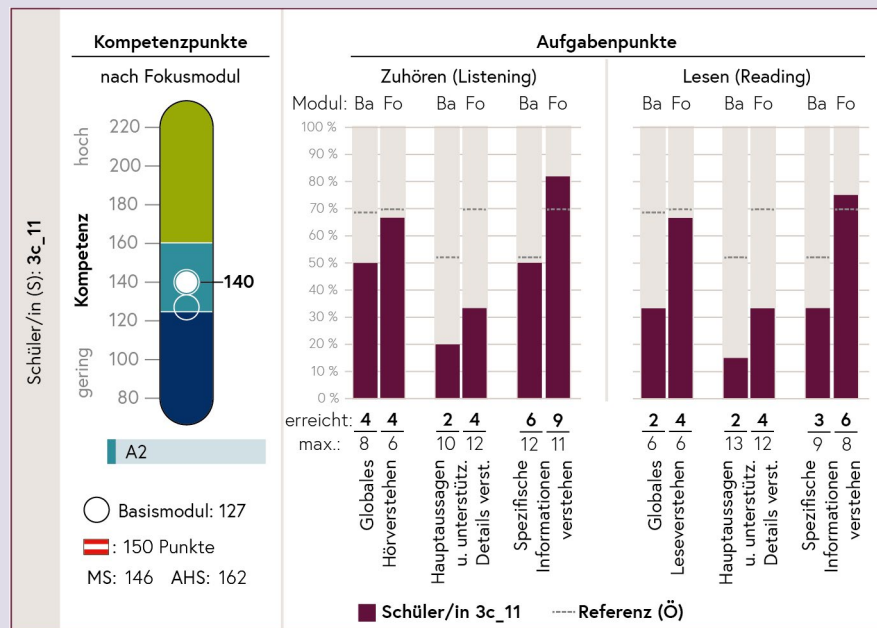 Schüler/in (S): 3c_11
Kompetenzpunkte
nach Fokusmodul
Kompetenz
hoch
gering
220
200
180
160
140
120
100
80
140
A2
Basismodul: 127
: 150 Punkte
MS: 146 AHS: 162
Aufgabenpunkte
Zuhören (Listening)
Lesen (Reading)
Modul: Ba Fo Ba Fo Ba Fo Ba Fo Ba Fo Ba Fo
100 %
90 %
80 %
70 %
60 %
50 %
40 %
30 %
20 %
10 %
0 %
erreicht: 4 4 2 4 6 9 2 4 2 4 3 6
max.: 8 6 10 12 12 11 6 6 13 12 9 8
Globales
Hörverstehen
Hauptaussagen
u. unterstütz.
Details verst.
Spezifische
Informationen
verstehen
Globales
Leseverstehen
Hauptaussagen
u. unterstütz.
Details verst.
Spezifische
Informationen
verstehen
Schüler/in 3c_11
Referenz (Ö)